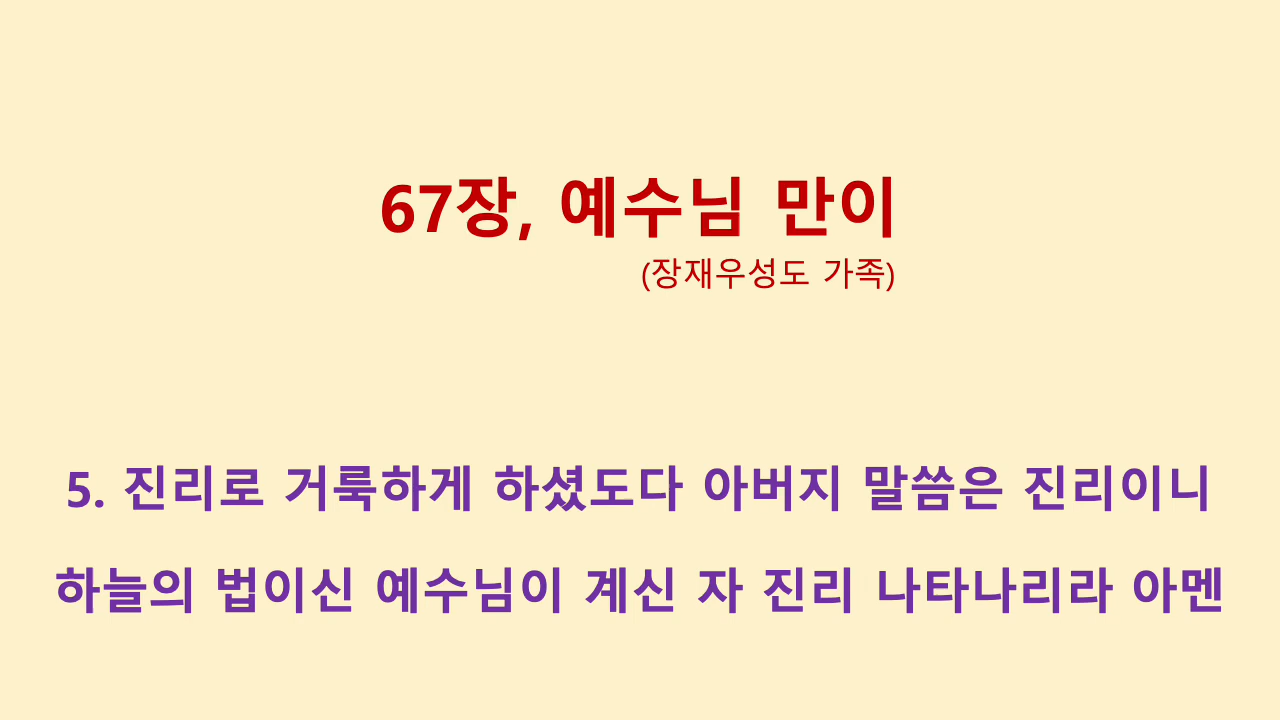 67장, 예수님 만이
(장재우성도 가족)
5. 진리로 거룩하게 하셨도다 아버지 말씀은 진리이니
하늘의 법이신 예수님이 계신 자 진리 나타나리라 아멘